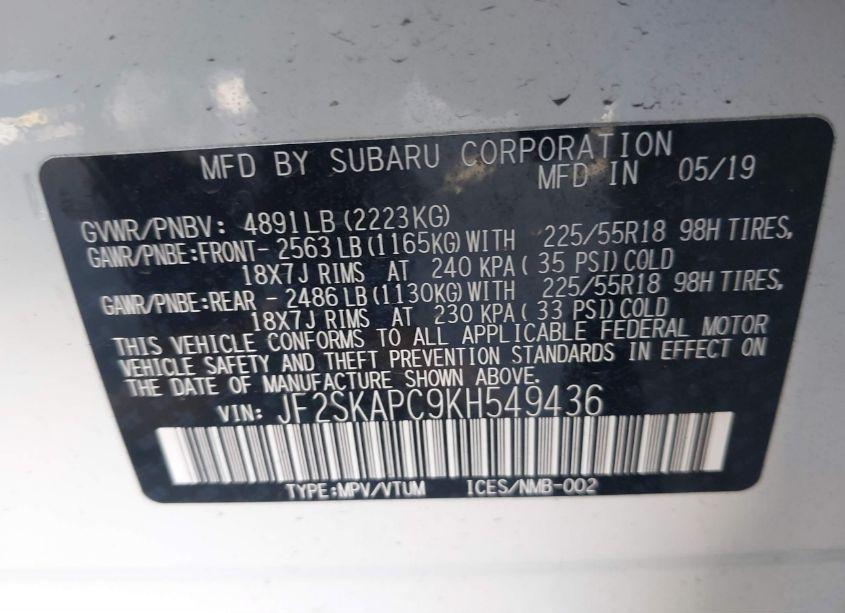 MFD BY SUBARU CORPORATION
MFD IN 05/19
GVWR/PNBV: 4891LB (2223KG)
GAWR/PNBE:FRONT- 2563 LB (1165KG) WITH 225/55R18 98H TIRES,
18X7J RIMS AT 240 KPA ( 35 PSI) COLD
GAWR/PNBE:REAR - 2486 LB (1130KG) WITH 225/55R18 98H TIRES,
18X7J RIMS AT 230 KPA ( 33 PSI) COLD
THIS VEHICLE CONFORMS TO ALL APPLICABLE FEDERAL MOTOR
VEHICLE SAFETY AND THEFT PREVENTION STANDARDS IN EFFECT ON
THE DATE OF MANUFACTURE SHOWN ABOVE.
VIN: JF2SKAPC9KH549436
TYPE:MPV/VTUM ICES/NMB-002